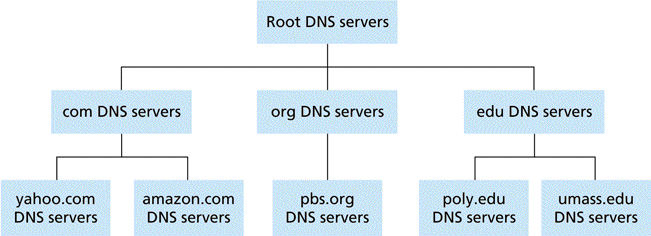 Root DNS servers
com DNS servers
org DNS servers
edu DNS servers
yahoo.com
DNS servers
amazon.com
DNS servers
pbs.org
DNS servers
poly.edu
DNS servers
umass.edu
DNS servers